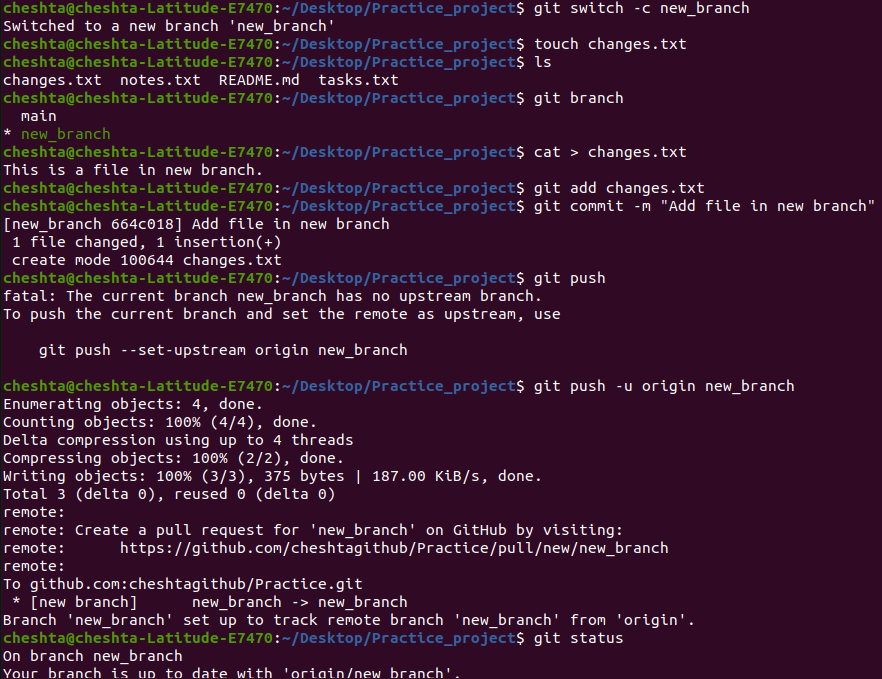 cheshta@cheshta-Latitude-E7470:~/Desktop/Practice_project$ git switch -c new_branch
Switched to a new branch 'new_branch'
cheshta@cheshta-Latitude-E7470:~/Desktop/Practice_project$ touch changes.txt
cheshta@cheshta-Latitude-E7470:~/Desktop/Practice_project$ ls
changes.txt  notes.txt  README.md  tasks.txt
cheshta@cheshta-Latitude-E7470:~/Desktop/Practice_project$ git branch
  main
* new_branch
cheshta@cheshta-Latitude-E7470:~/Desktop/Practice_project$ cat > changes.txt
This is a file in new branch.
cheshta@cheshta-Latitude-E7470:~/Desktop/Practice_project$ git add changes.txt
cheshta@cheshta-Latitude-E7470:~/Desktop/Practice_project$ git commit -m "Add file in new branch"
[new_branch 664c018] Add file in new branch
 1 file changed, 1 insertion(+)
 create mode 100644 changes.txt
cheshta@cheshta-Latitude-E7470:~/Desktop/Practice_project$ git push
fatal: The current branch new_branch has no upstream branch.
To push the current branch and set the remote as upstream, use

    git push --set-upstream origin new_branch

cheshta@cheshta-Latitude-E7470:~/Desktop/Practice_project$ git push -u origin new_branch
Enumerating objects: 4, done.
Counting objects: 100% (4/4), done.
Delta compression using up to 4 threads
Compressing objects: 100% (2/2), done.
Writing objects: 100% (3/3), 375 bytes | 187.00 KiB/s, done.
Total 3 (delta 0), reused 0 (delta 0)
remote:
remote: Create a pull request for 'new_branch' on GitHub by visiting:
remote:      https://github.com/cheshtagithub/Practice/pull/new/new_branch
remote:
To github.com:cheshtagithub/Practice.git
 * [new branch]      new_branch -> new_branch
Branch 'new_branch' set up to track remote branch 'new_branch' from 'origin'.
cheshta@cheshta-Latitude-E7470:~/Desktop/Practice_project$ git status
On branch new_branch
Your branch is up to date with 'origin/new_branch'.